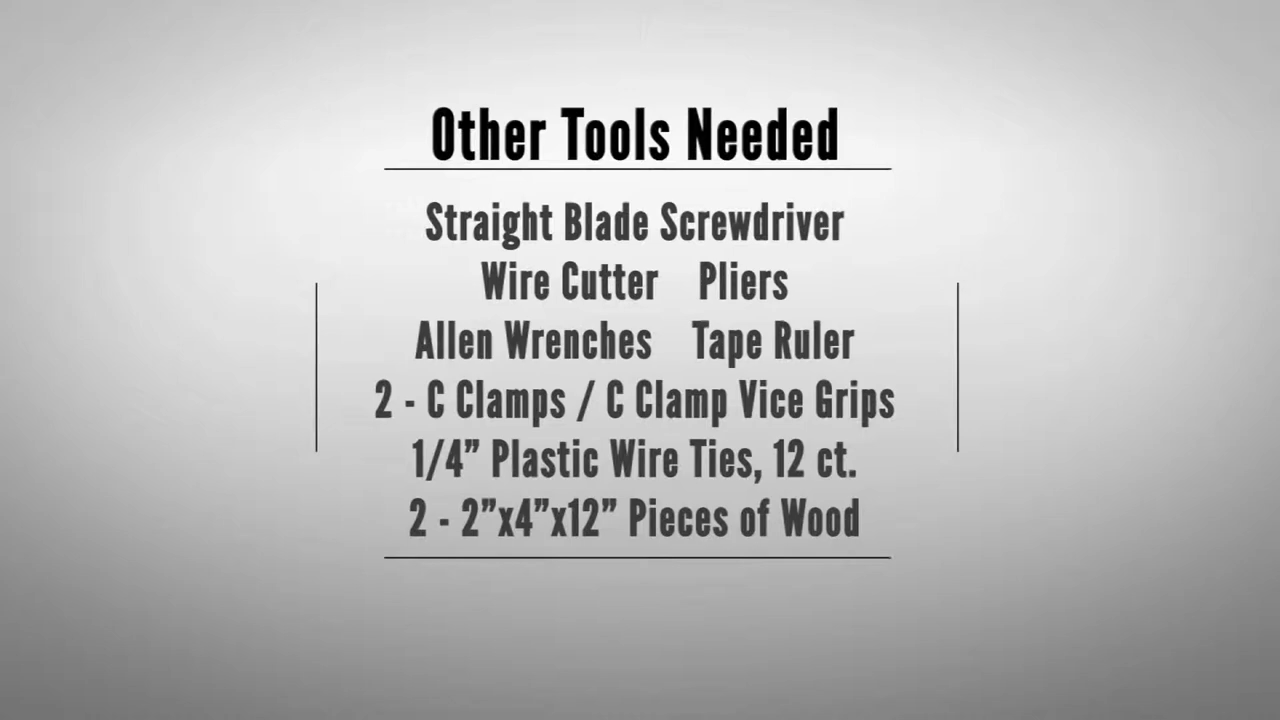 Other Tools Needed
Straight Blade Screwdriver
Wire Cutter    Pliers
Allen Wrenches    Tape Ruler
2 - C Clamps / C Clamp Vice Grips
1/4” Plastic Wire Ties, 12 ct.
2 - 2”x4”x12” Pieces of Wood